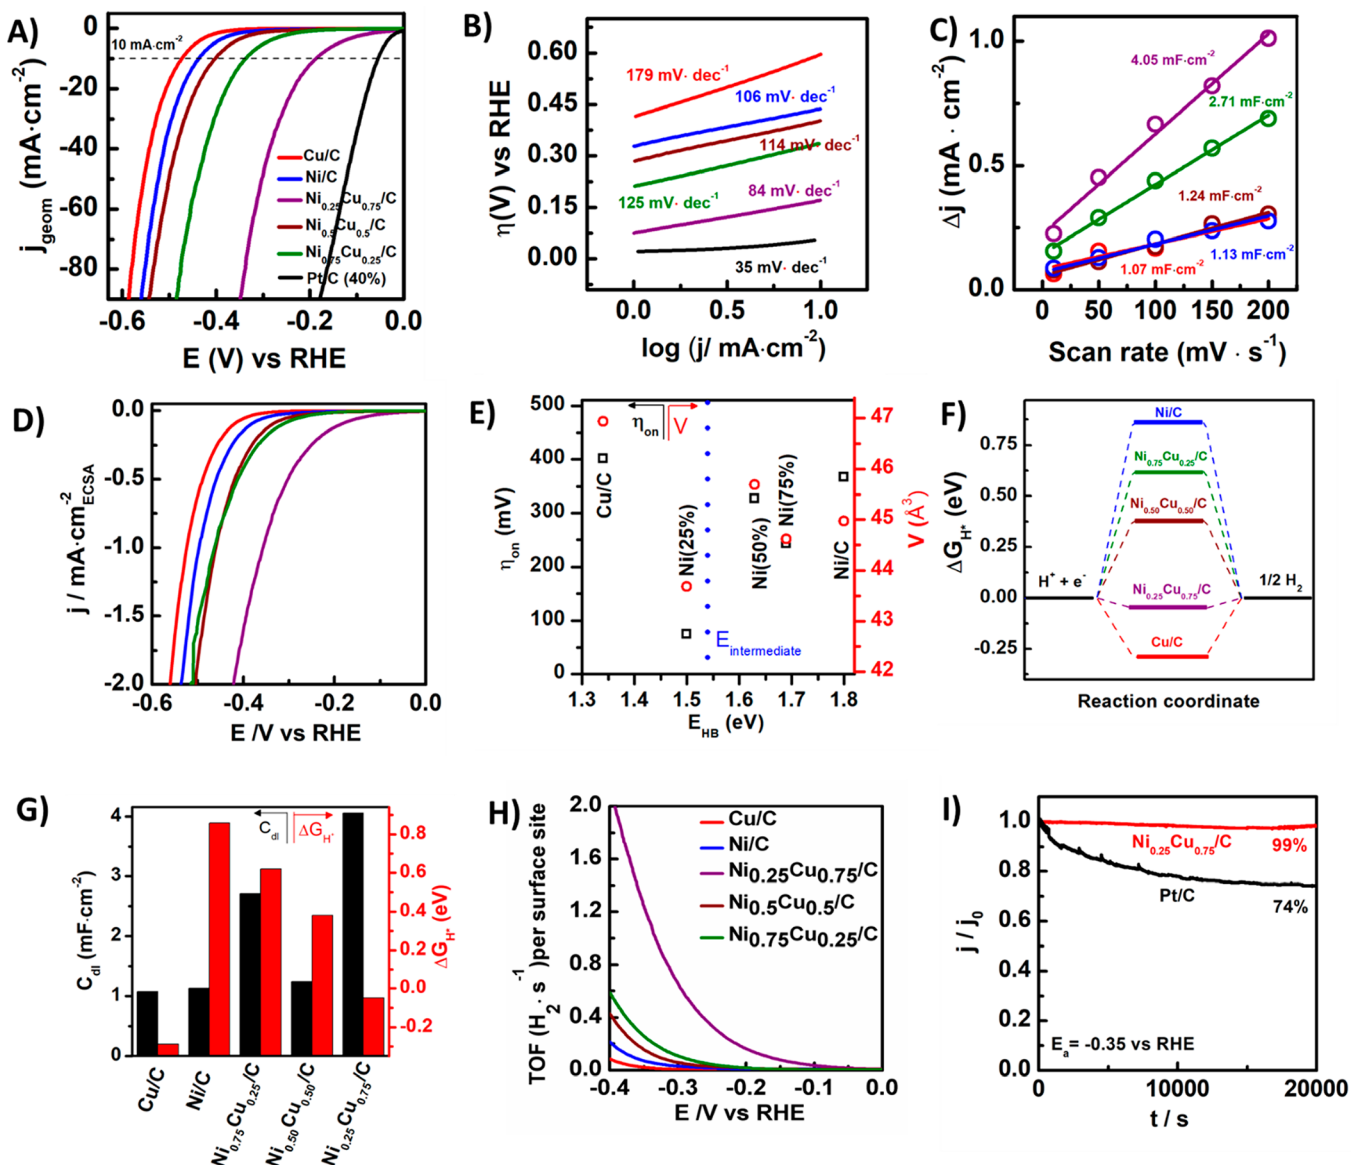 A)
0
-20
-40
-60
-80
-0.6
-0.4
-0.2
0.0
j_geom (mA·cm⁻²)
E (V) vs RHE
10 mA·cm⁻²
Cu/C
Ni/C
Ni0.25Cu0.75/C
Ni0.5Cu0.5/C
Ni0.75Cu0.25/C
Pt/C (40%)
B)
0.60
0.45
0.30
0.15
0.00
0.0
0.5
1.0
η(V) vs RHE
log (j/ mA·cm⁻²)
179 mV· dec⁻¹
106 mV· dec⁻¹
114 mV· dec⁻¹
125 mV· dec⁻¹
84 mV· dec⁻¹
35 mV· dec⁻¹
C)
1.0
0.5
0.0
0
50
100
150
200
Δj (mA · cm⁻²)
Scan rate (mV · s⁻¹)
4.05 mF·cm⁻²
2.71 mF·cm⁻²
1.24 mF·cm⁻²
1.13 mF·cm⁻²
1.07 mF·cm⁻²
D)
0.0
-0.5
-1.0
-1.5
-2.0
-0.6
-0.4
-0.2
0.0
j / mA·cm⁻²ECSA
E /V vs RHE
E)
500
400
300
200
100
0
1.3
1.4
1.5
1.6
1.7
1.8
47
46
45
44
43
42
η_on (mV)
E_HB (eV)
V (Å³)
η_on
V
Cu/C
Ni(25%)
Ni(50%)
Ni(75%)
Ni/C
E_intermediate
F)
0.75
0.50
0.25
0.00
-0.25
ΔG_H* (eV)
Reaction coordinate
Ni/C
Ni0.75Cu0.25/C
Ni0.50Cu0.50/C
H⁺ + e⁻
Ni0.25Cu0.75/C
1/2 H₂
Cu/C
G)
4
3
2
1
0
0.8
0.4
0.0
-0.2
C_dl (mF·cm⁻²)
ΔG_H* (eV)
C_dl
ΔG_H*
Cu/C
Ni/C
Ni0.75Cu0.25/C
Ni0.50Cu0.50/C
Ni0.25Cu0.75/C
H)
2.0
1.6
1.2
0.8
0.4
0.0
-0.4
-0.3
-0.2
-0.1
0.0
TOF (H₂ · s⁻¹)per surface site
E /V vs RHE
Cu/C
Ni/C
Ni0.25Cu0.75/C
Ni0.5Cu0.5/C
Ni0.75Cu0.25/C
I)
1.0
0.8
0.6
0.4
0.2
0.0
0
10000
20000
j / j₀
t / s
Ni0.25Cu0.75/C
99%
Pt/C
74%
E_a= -0.35 vs RHE